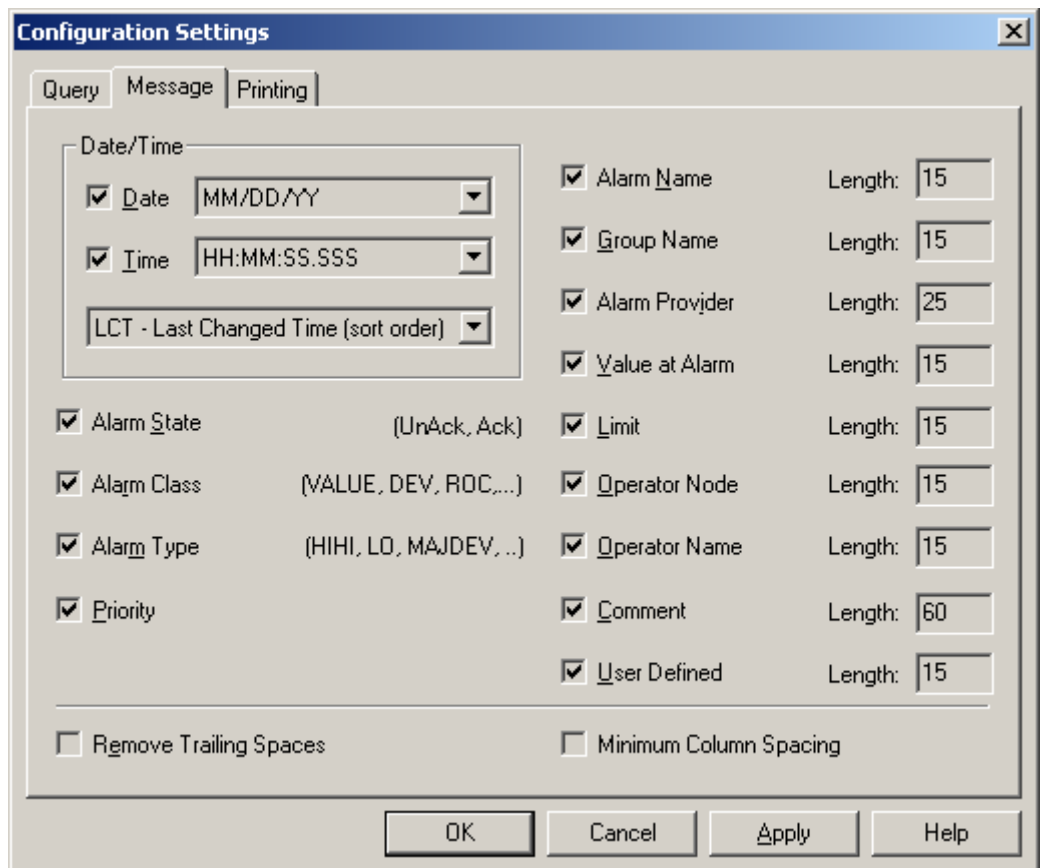 Configuration Settings
Query Message Printing
Date/Time
Date MM/DD/YY
Time HH:MM:SS.SSS
LCT - Last Changed Time (sort order)
Alarm State (UnAck, Ack)
Alarm Class (VALUE, DEV, ROC,...)
Alarm Type (HIHI, LO, MAJDEV, ..)
Priority
Alarm Name Length: 15
Group Name Length: 15
Alarm Provider Length: 25
Value at Alarm Length: 15
Limit Length: 15
Operator Node Length: 15
Operator Name Length: 15
Comment Length: 60
User Defined Length: 15
Remove Trailing Spaces Minimum Column Spacing
OK Cancel Apply Help